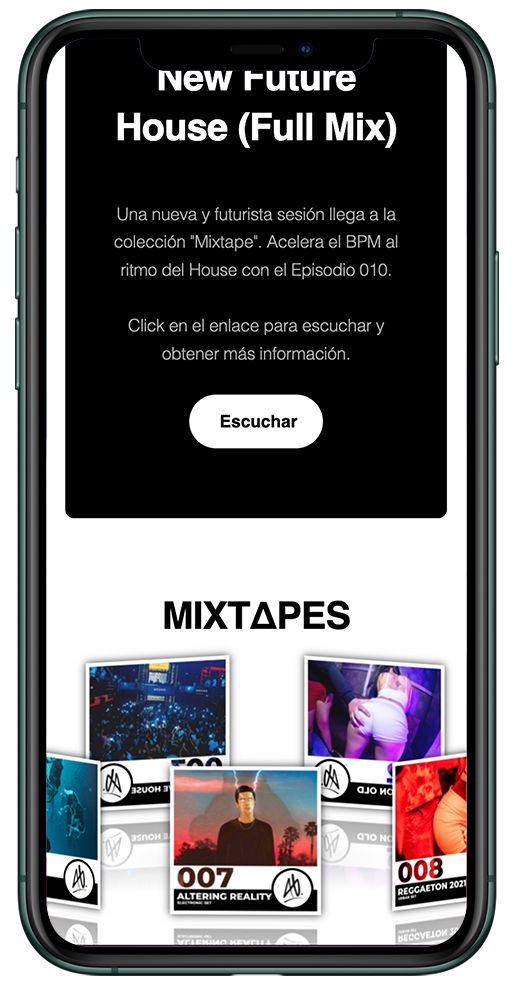 New Future
House (Full Mix)
Una nueva y futurista sesión llega a la
colección "Mixtape". Acelera el BPM al
ritmo del House con el Episodio 010.
Click en el enlace para escuchar y
obtener más información.
Escuchar
MIXTΔPES
007
ALTERING REALITY
ELECTRONIC SET
008
REGGAETON 2021
URBAN SET